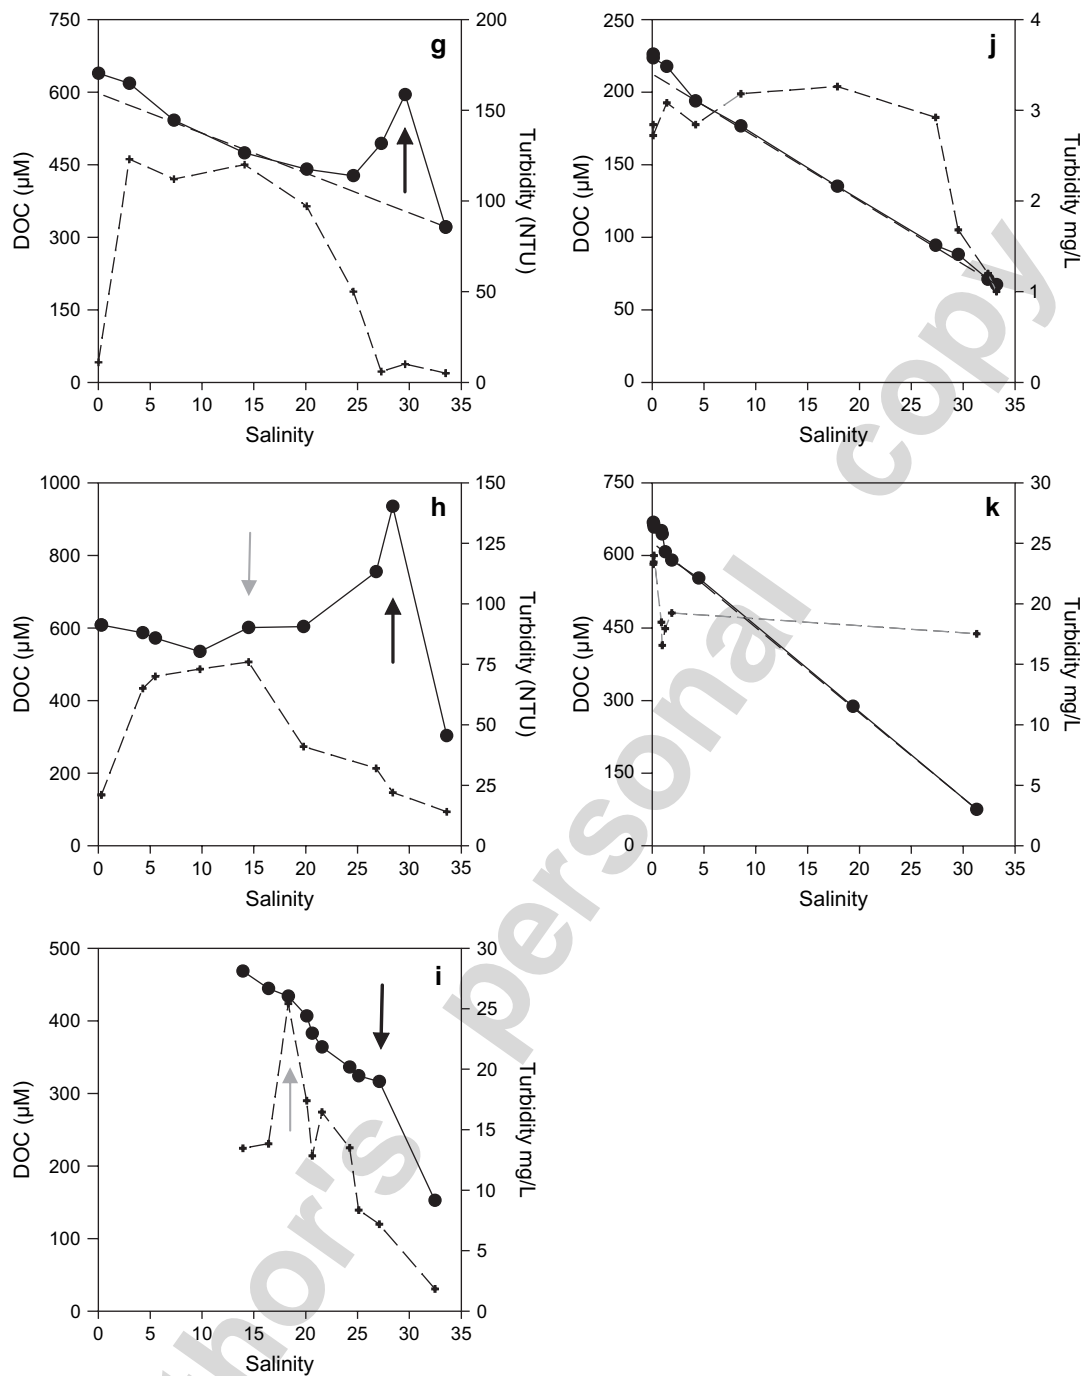 g
750
600
450
300
150
0
DOC (µM)
200
150
100
50
0
Turbidity (NTU)
0 5 10 15 20 25 30 35
Salinity
j
250
200
150
100
50
0
DOC (µM)
4
3
2
1
0
Turbidity mg/L
0 5 10 15 20 25 30 35
Salinity
h
1000
800
600
400
200
0
DOC (µM)
150
125
100
75
50
25
0
Turbidity (NTU)
0 5 10 15 20 25 30 35
Salinity
k
750
600
450
300
150
0
DOC (µM)
30
25
20
15
10
5
0
Turbidity mg/L
0 5 10 15 20 25 30 35
Salinity
i
500
400
300
200
100
0
DOC (µM)
30
25
20
15
10
5
0
Turbidity mg/L
0 5 10 15 20 25 30 35
Salinity
thor's personal copy